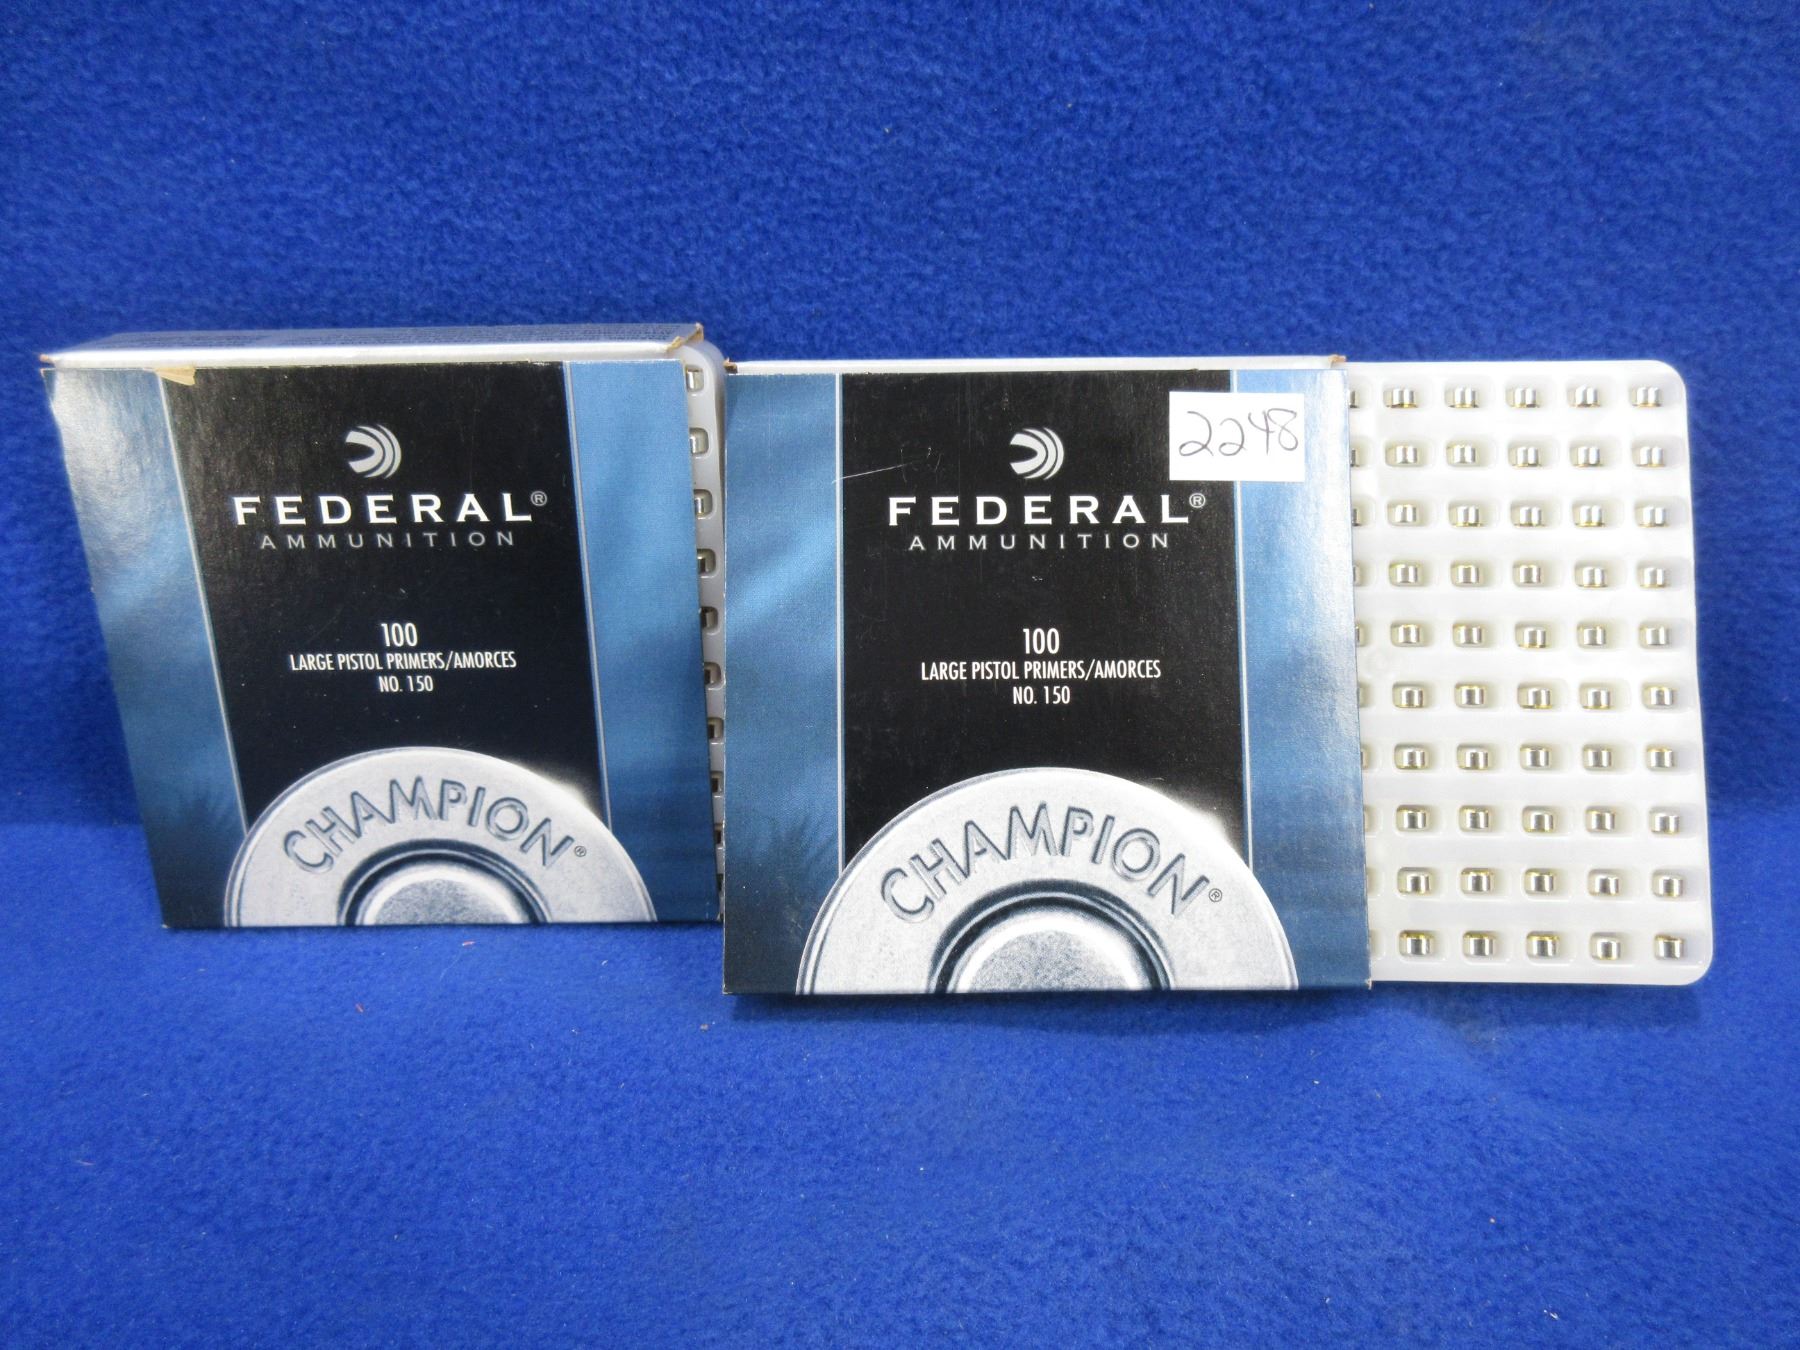 FEDERAL®
AMMUNITION
100
LARGE PISTOL PRIMERS/AMORCES
NO. 150
CHAMPION®
2248
FEDERAL®
AMMUNITION
100
LARGE PISTOL PRIMERS/AMORCES
NO. 150
CHAMPION®